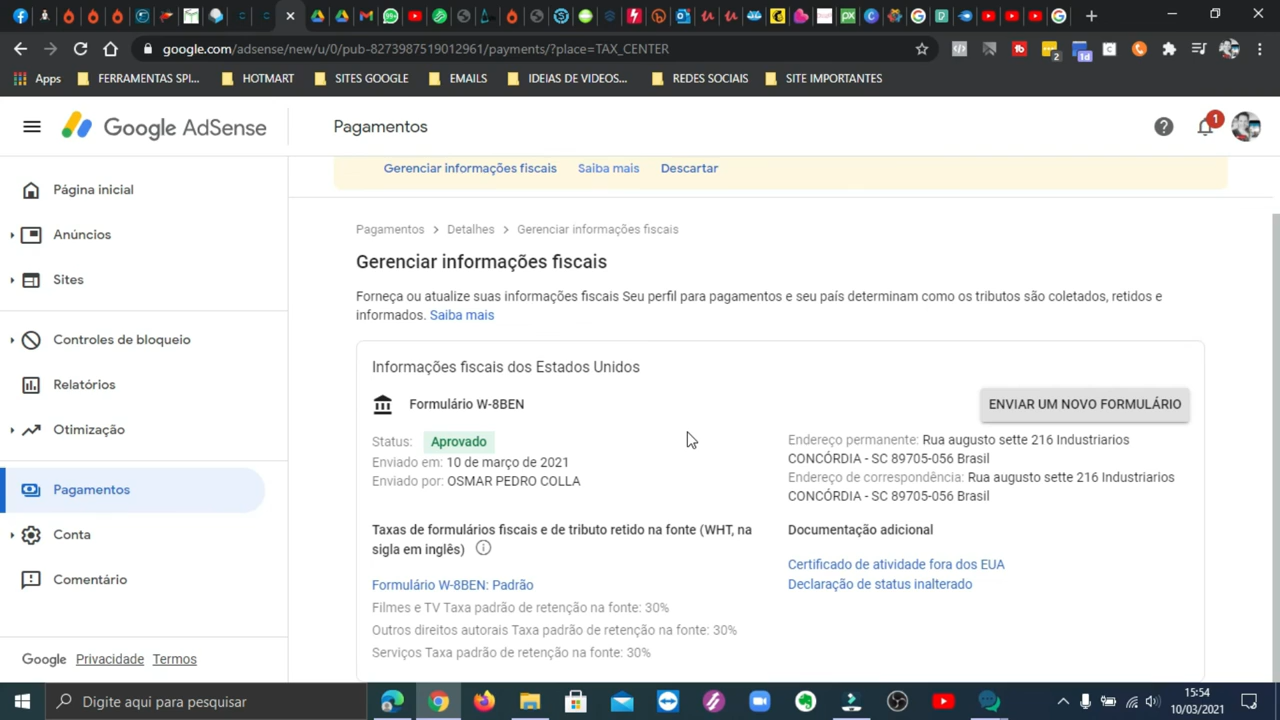 google.com/adsense/new/u/0/pub-8273987519012961/payments/?place=TAX_CENTER
Apps
FERRAMENTAS SPI...
HOTMART
SITES GOOGLE
EMAILS
IDEIAS DE VIDEOS...
REDES SOCIAIS
SITE IMPORTANTES
Google AdSense
Pagamentos
1
Página inicial
Anúncios
Sites
Controles de bloqueio
Relatórios
Otimização
Pagamentos
Conta
Comentário
Google Privacidade Termos
Gerenciar informações fiscais Saiba mais Descartar
Pagamentos > Detalhes > Gerenciar informações fiscais
Gerenciar informações fiscais
Forneça ou atualize suas informações fiscais Seu perfil para pagamentos e seu país determinam como os tributos são coletados, retidos e
informados. Saiba mais
Informações fiscais dos Estados Unidos
Formulário W-8BEN
ENVIAR UM NOVO FORMULÁRIO
Status: Aprovado
Enviado em: 10 de março de 2021
Enviado por: OSMAR PEDRO COLLA
Endereço permanente: Rua augusto sette 216 Industriarios
CONCÓRDIA - SC 89705-056 Brasil
Endereço de correspondência: Rua augusto sette 216 Industriarios
CONCÓRDIA - SC 89705-056 Brasil
Taxas de formulários fiscais e de tributo retido na fonte (WHT, na
sigla em inglês)
Formulário W-8BEN: Padrão
Filmes e TV Taxa padrão de retenção na fonte: 30%
Outros direitos autorais Taxa padrão de retenção na fonte: 30%
Serviços Taxa padrão de retenção na fonte: 30%
Documentação adicional
Certificado de atividade fora dos EUA
Declaração de status inalterado
Digite aqui para pesquisar
15:54
10/03/2021